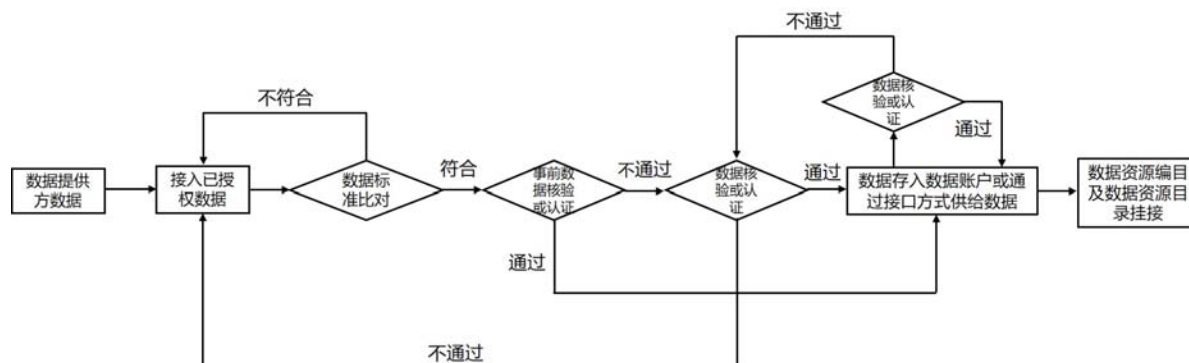 不通过
数据核
验或认
证
不符合
通过
数据提供
方数据
接入已授
权数据
数据标
准比对
符合
事前数
据核验
或认证
不通过
数据核
验或认
证
通过
数据存入数据账户或通
过接口方式供给数据
数据资源编目
及数据资源目
录挂接
通过
不通过